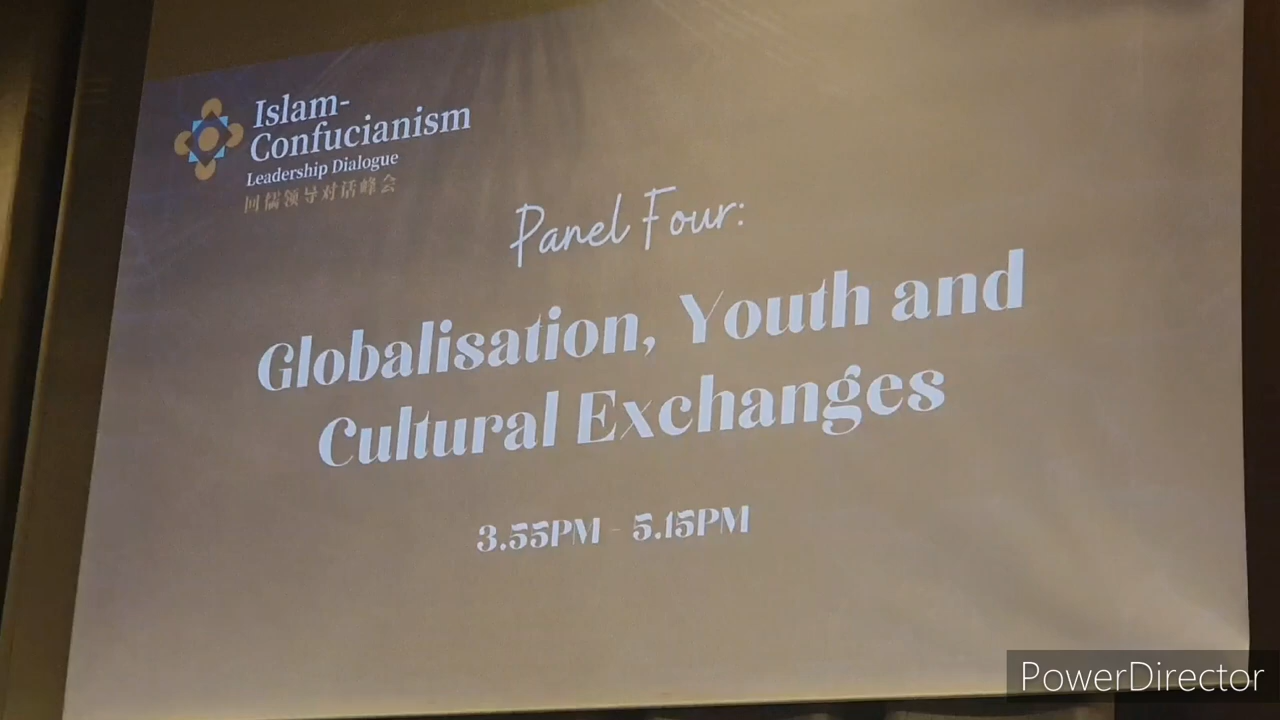 Islam-
Confucianism
Leadership Dialogue
回儒领导对话峰会
Panel Four:
Globalisation, Youth and
Cultural Exchanges
3.55PM - 5.15PM
PowerDirector